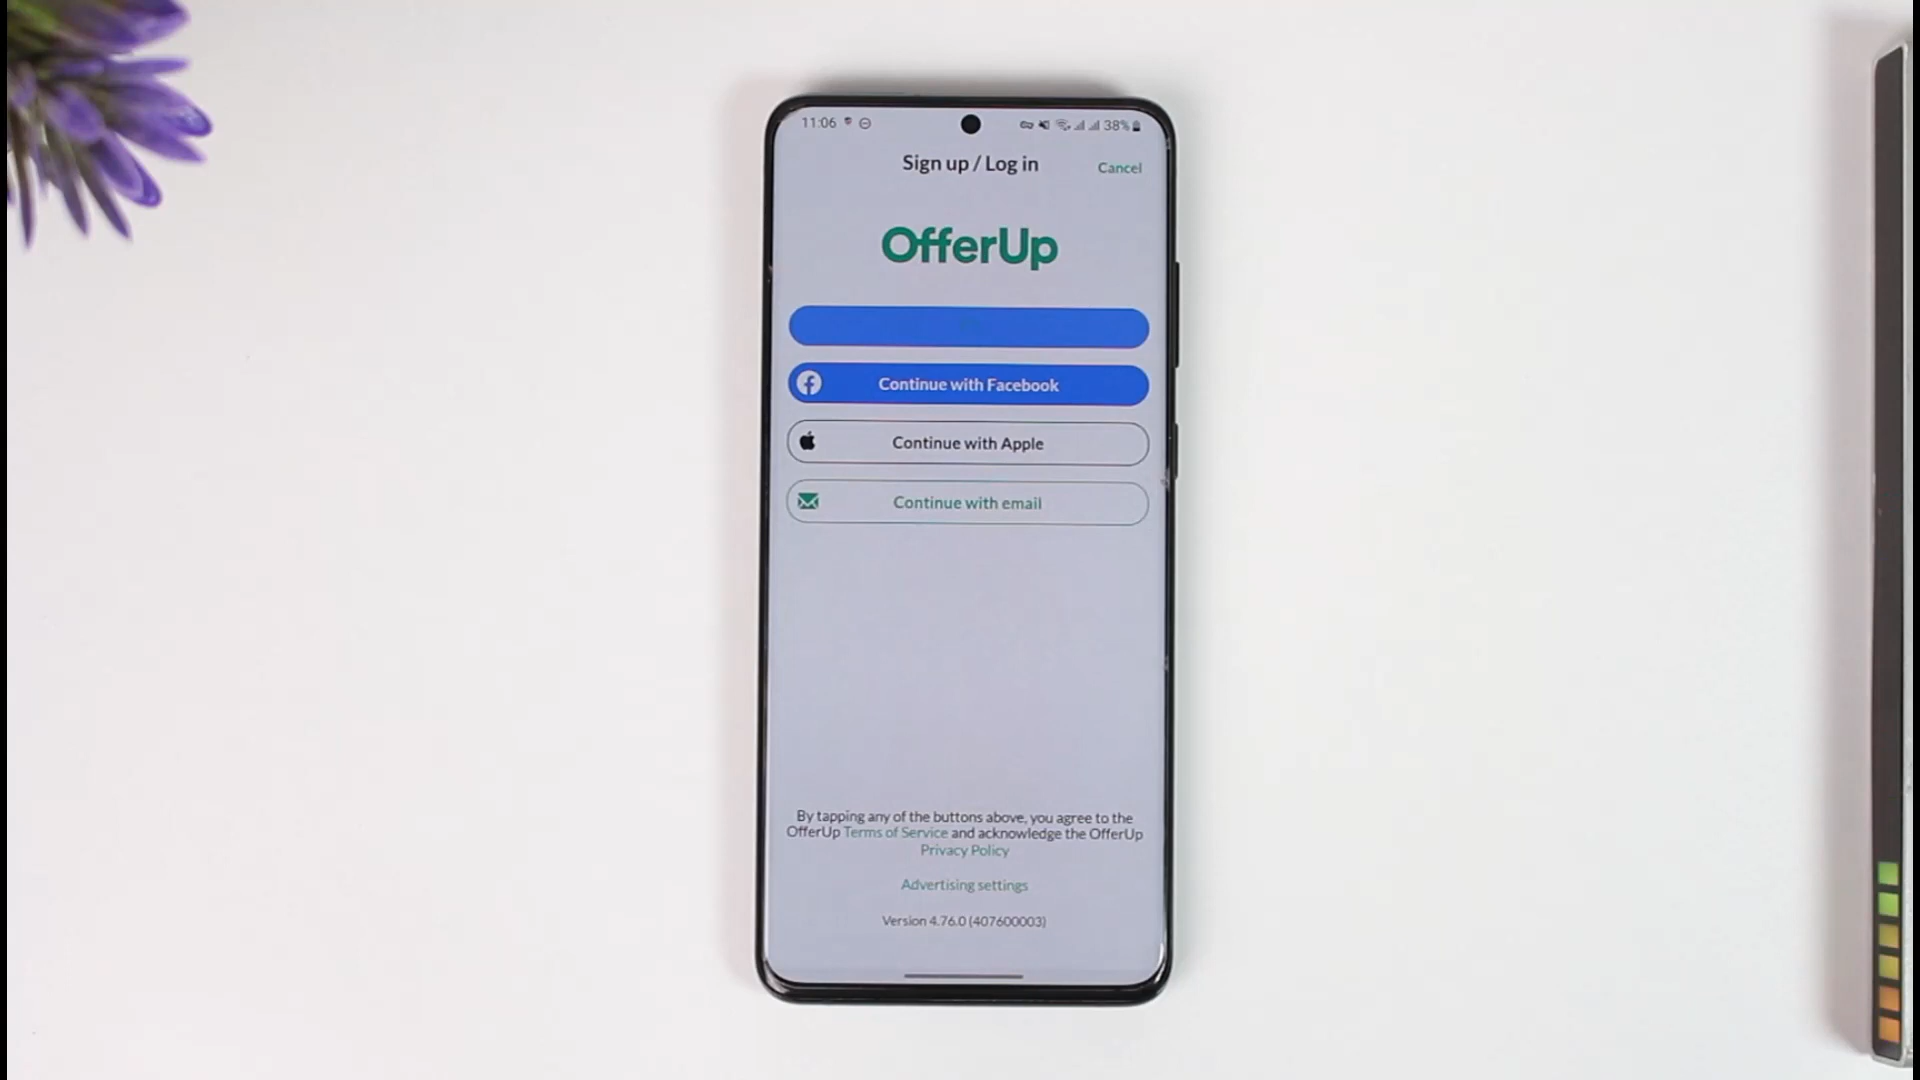 11:06
38%
Sign up / Log in
Cancel
OfferUp
Continue with Facebook
Continue with Apple
Continue with email
By tapping any of the buttons above, you agree to the
OfferUp Terms of Service and acknowledge the OfferUp
Privacy Policy
Advertising settings
Version 4.76.0 (407600003)